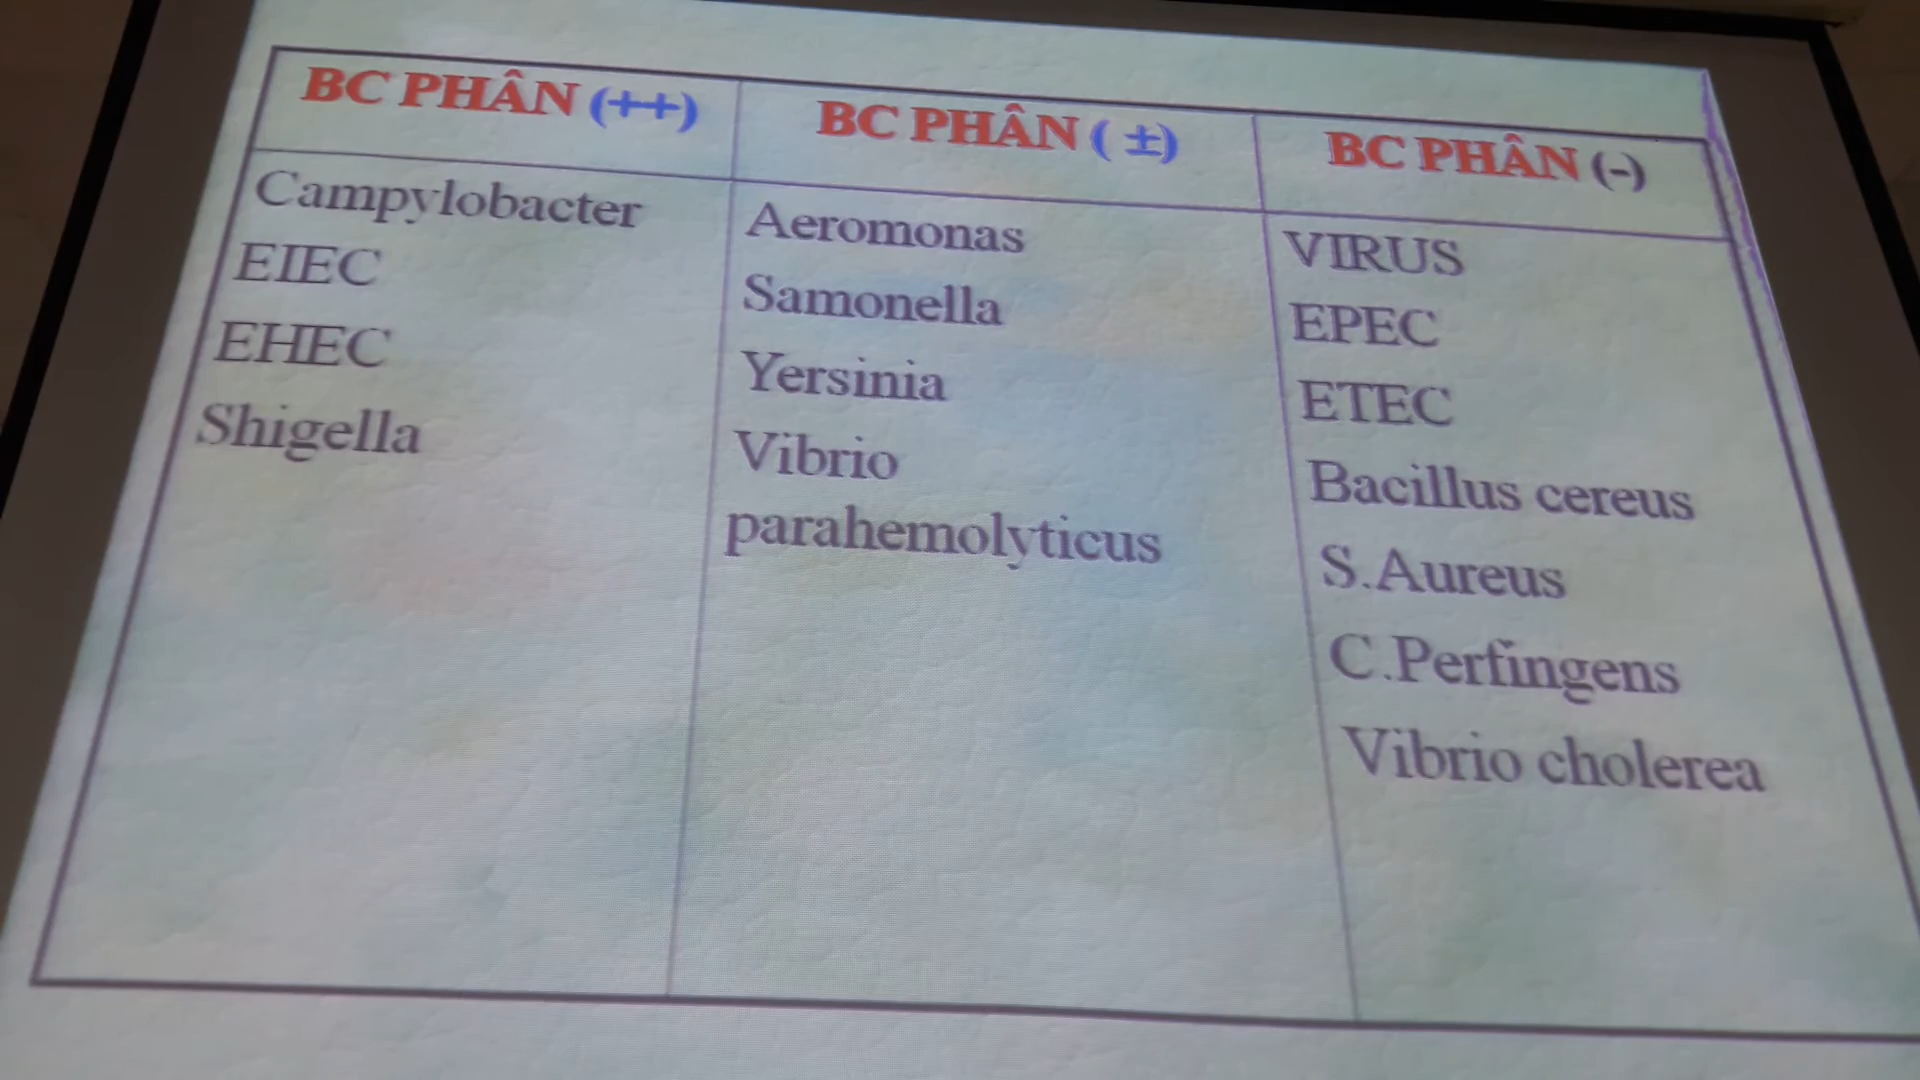 BC PHÂN (++)
BC PHÂN ( ±)
BC PHÂN (-)
Campylobacter
EIEC
EHEC
Shigella
Aeromonas
Samonella
Yersinia
Vibrio
parahemolyticus
VIRUS
EPEC
ETEC
Bacillus cereus
S.Aureus
C.Perfingens
Vibrio cholerea